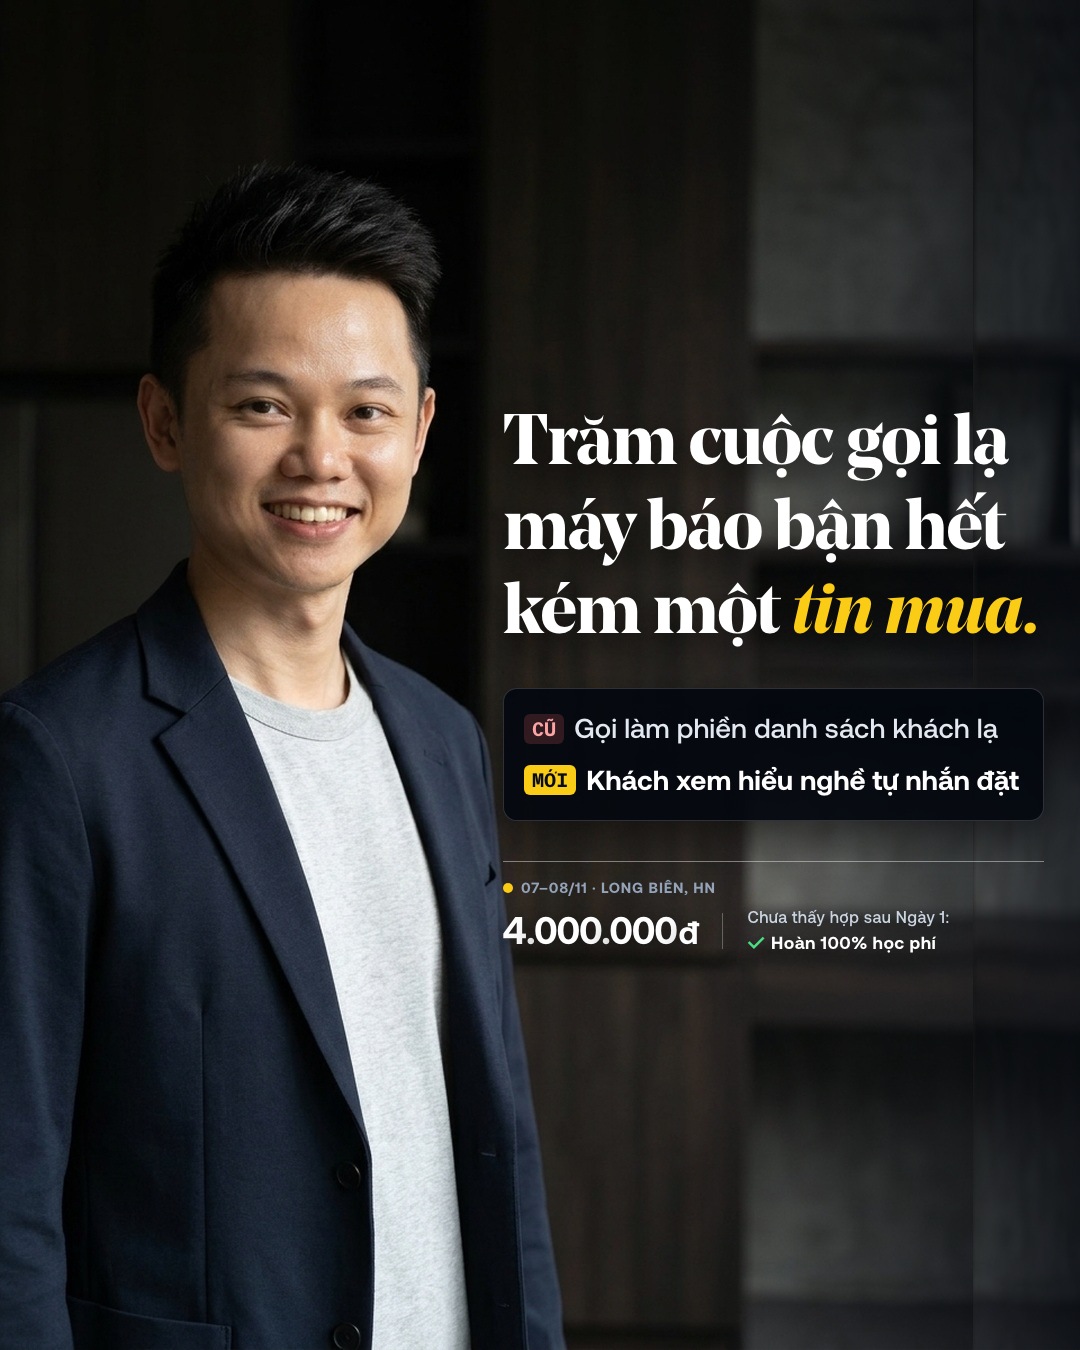 Trăm cuộc gọi lạ
máy báo bận hết
kém một tin mua.
CŨ Gọi làm phiền danh sách khách lạ
MỚI Khách xem hiểu nghề tự nhắn đặt
07–08/11 · LONG BIÊN, HN
4.000.000đ
Chưa thấy hợp sau Ngày 1:
✓ Hoàn 100% học phí